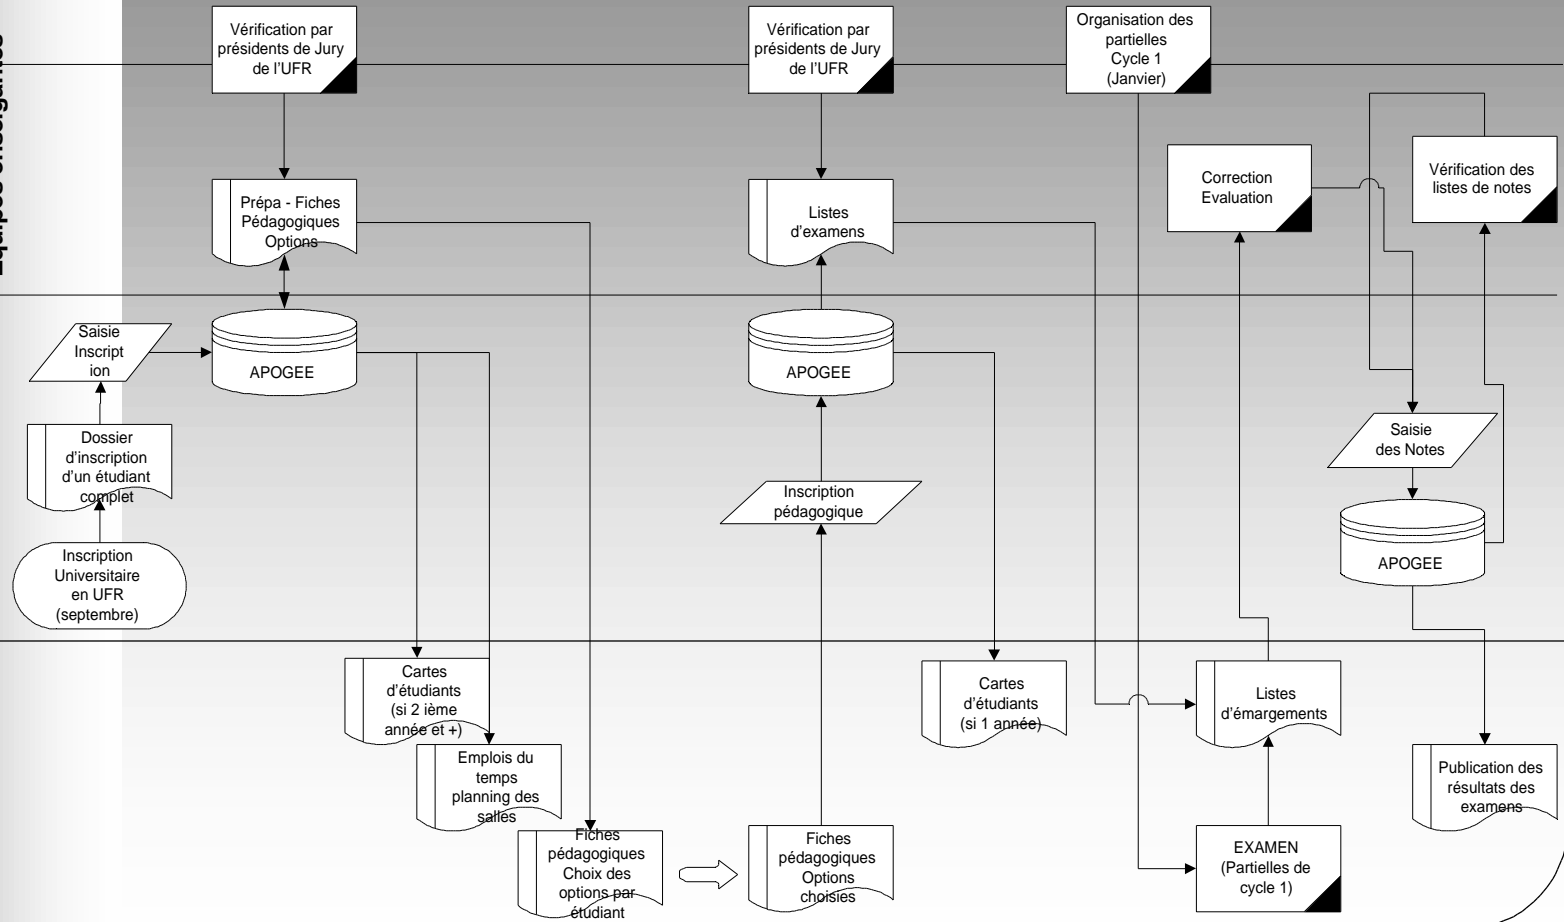 Vérification par
présidents de Jury
de l'UFR
Vérification par
présidents de Jury
de l'UFR
Organisation des
partielles
Cycle 1
(Janvier)
Correction
Evaluation
Vérification des
listes de notes
Prépa - Fiches
Pédagogiques
Options
Listes
d'examens
Saisie
Inscript
ion
APOGEE
APOGEE
Dossier
d'inscription
d'un étudiant
complet
Saisie
des Notes
Inscription
pédagogique
Inscription
Universitaire
en UFR
(septembre)
APOGEE
Cartes
d'étudiants
(si 2 ième
année et +)
Cartes
d'étudiants
(si 1 année)
Listes
d'émargements
Emplois du
temps
planning des
salles
Publication des
résultats des
examens
Fiches
pédagogiques
Choix des
options par
étudiant
Fiches
pédagogiques
Options
choisies
EXAMEN
(Partielles de
cycle 1)